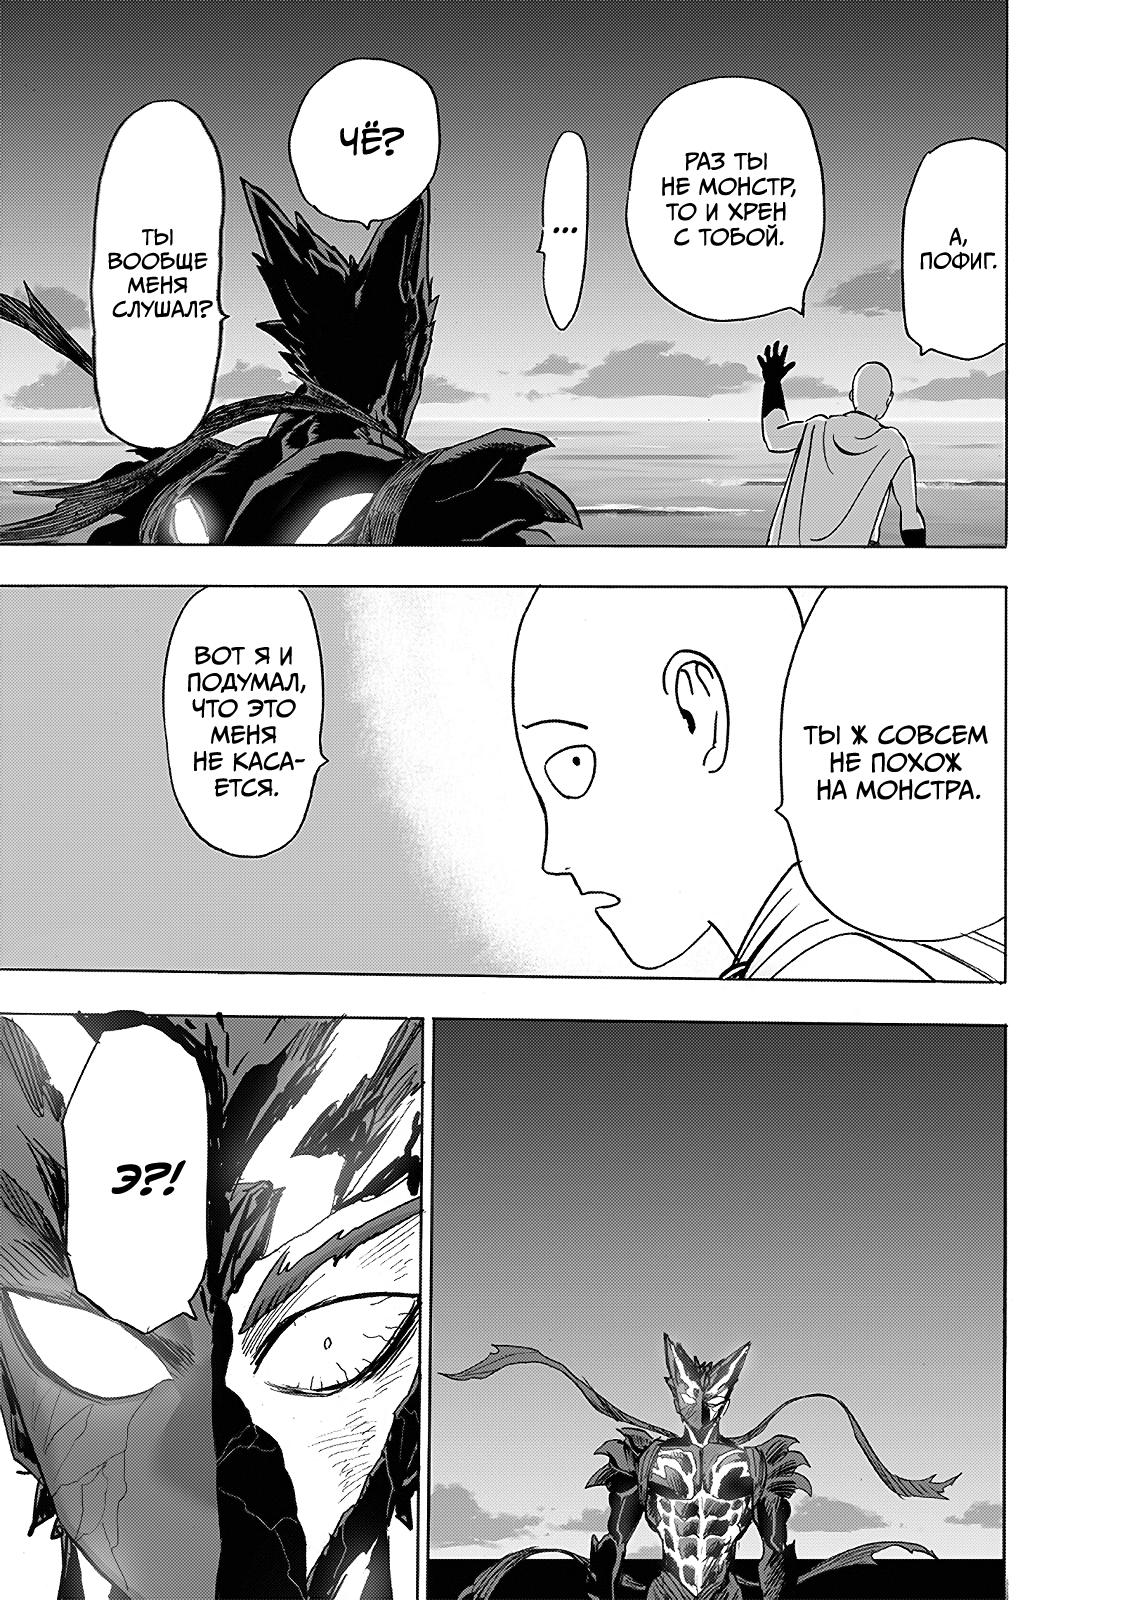 А,
ПОФИГ.
РАЗ ТЫ
НЕ МОНСТР,
ТО И ХРЕН
С ТОБОЙ.
...
ЧЁ?
ТЫ
ВООБЩЕ
МЕНЯ
СЛУШАЛ?
ТЫ Ж СОВСЕМ
НЕ ПОХОЖ
НА МОНСТРА.
ВОТ Я И
ПОДУМАЛ,
ЧТО ЭТО
МЕНЯ
НЕ КАСА-
ЕТСЯ.
Э?!